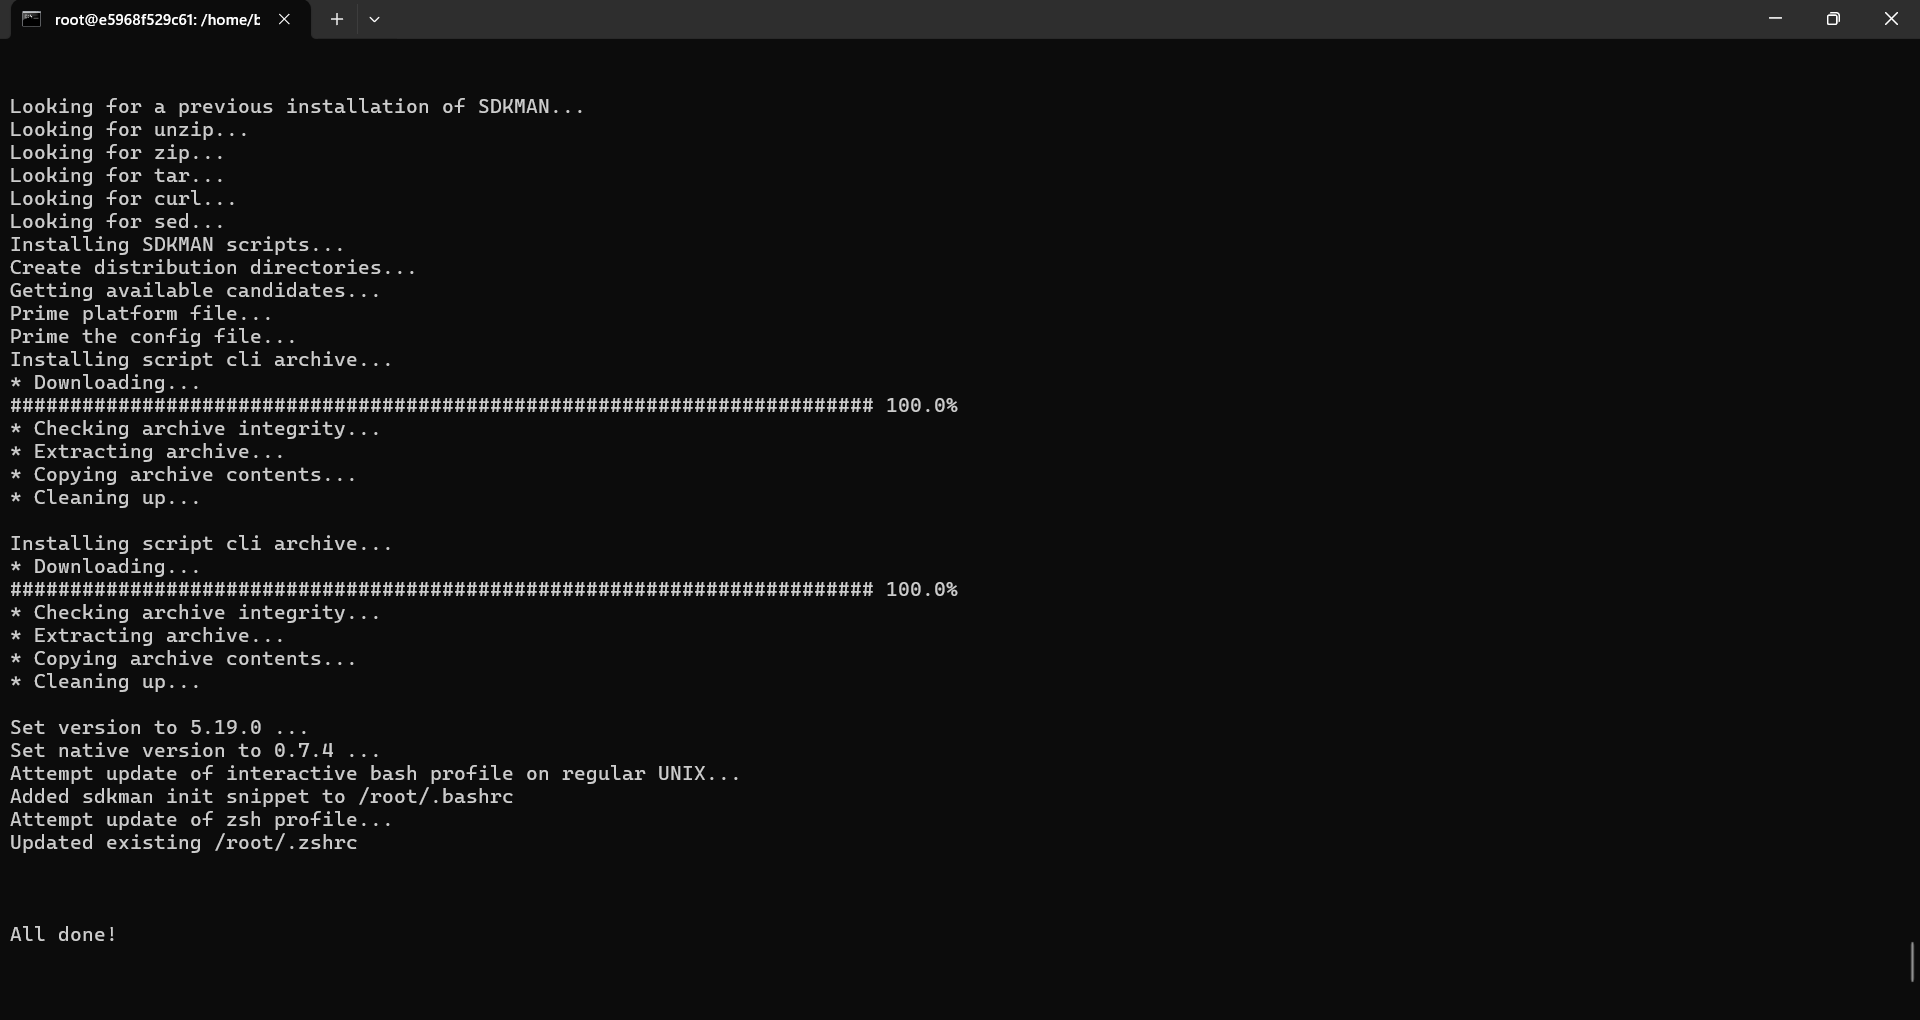 root@e5968f529c61: /home/b
Looking for a previous installation of SDKMAN...
Looking for unzip...
Looking for zip...
Looking for tar...
Looking for curl...
Looking for sed...
Installing SDKMAN scripts...
Create distribution directories...
Getting available candidates...
Prime platform file...
Prime the config file...
Installing script cli archive...
* Downloading...
######################################################################## 100.0%
* Checking archive integrity...
* Extracting archive...
* Copying archive contents...
* Cleaning up...
Installing script cli archive...
* Downloading...
######################################################################## 100.0%
* Checking archive integrity...
* Extracting archive...
* Copying archive contents...
* Cleaning up...
Set version to 5.19.0 ...
Set native version to 0.7.4 ...
Attempt update of interactive bash profile on regular UNIX...
Added sdkman init snippet to /root/.bashrc
Attempt update of zsh profile...
Updated existing /root/.zshrc
All done!